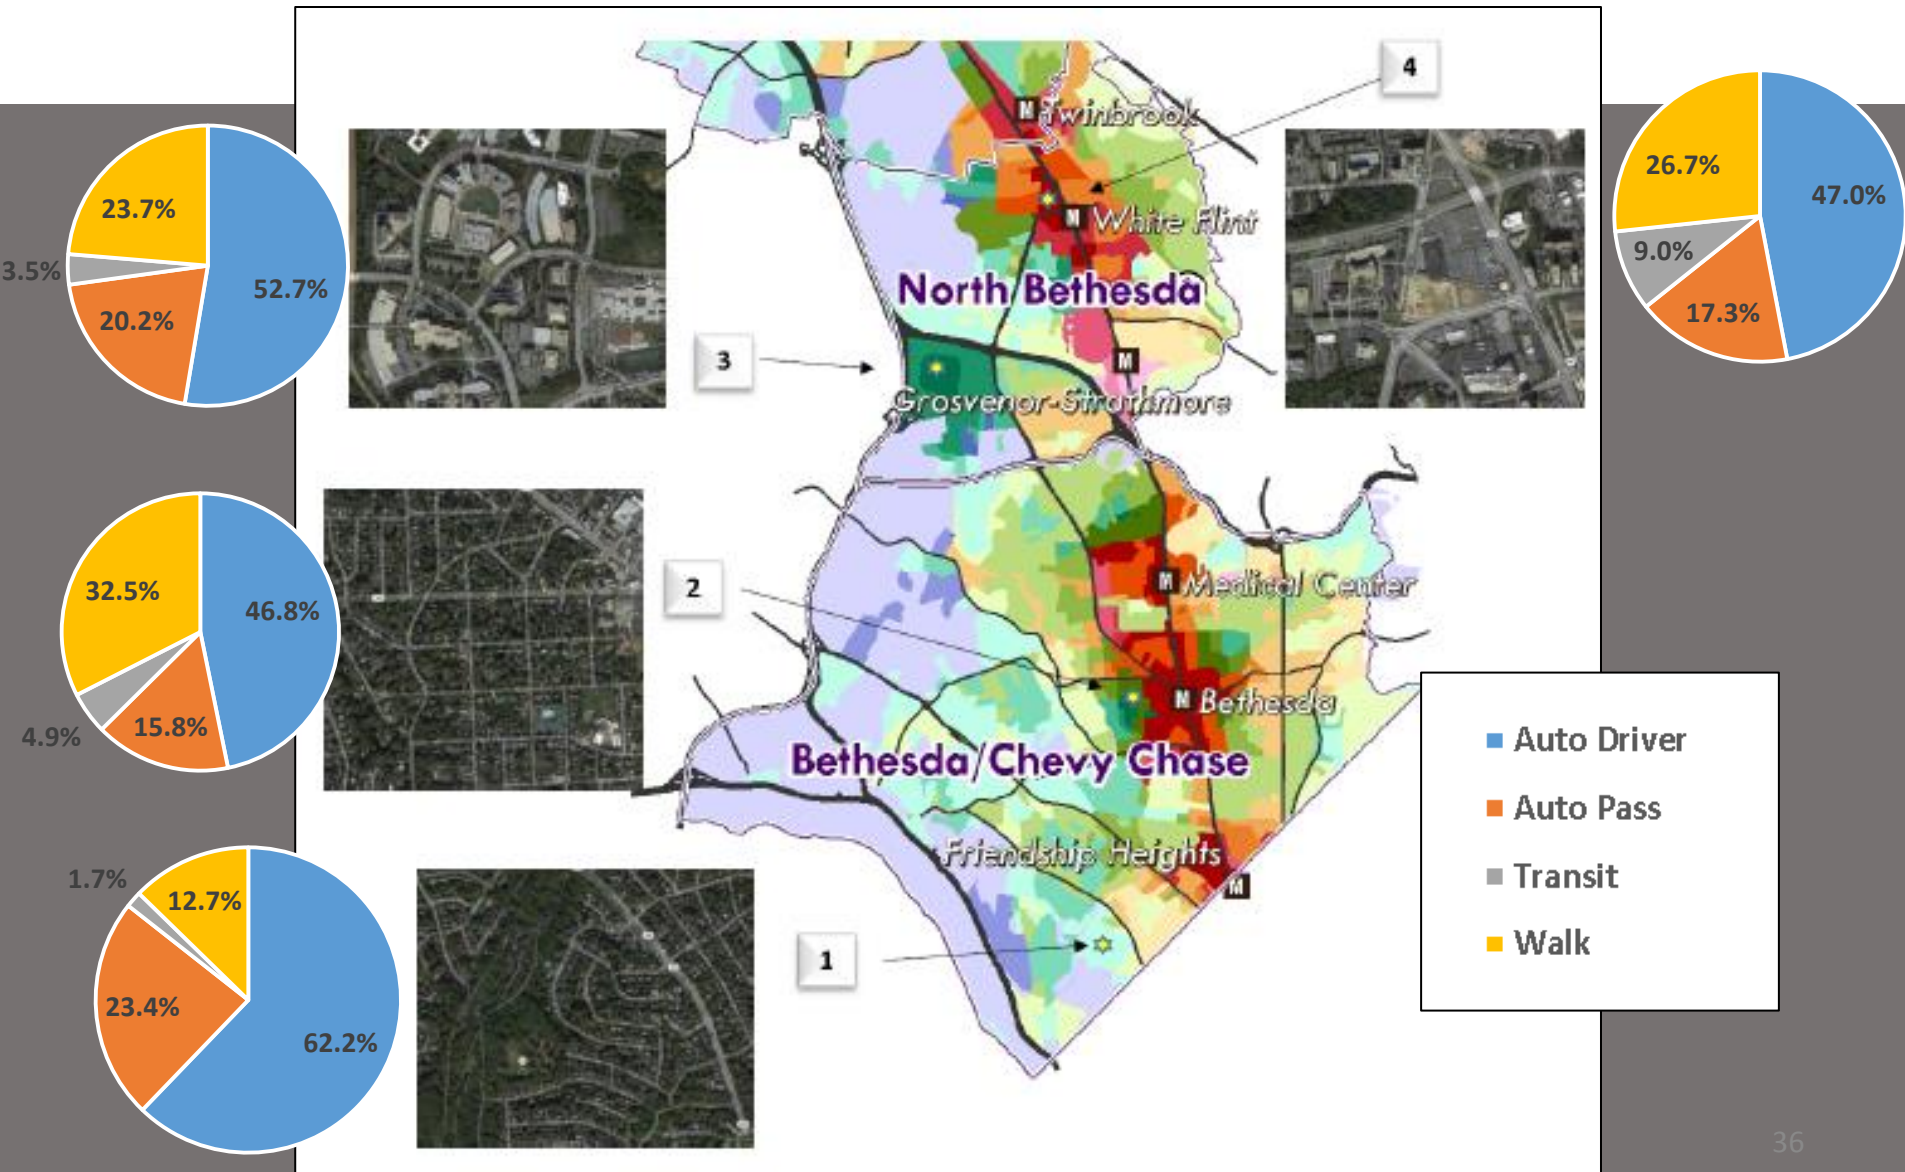 23.7%
3.5%
52.7%
20.2%
32.5%
46.8%
4.9%
15.8%
1.7%
12.7%
23.4%
62.2%
4
M Twinbrook
M White Flint
North Bethesda
3
M
Grosvenor-Strathmore
2
M Medical Center
M Bethesda
Bethesda/Chevy Chase
Friendship Heights
M
1
26.7%
47.0%
9.0%
17.3%
Auto Driver
Auto Pass
Transit
Walk
36